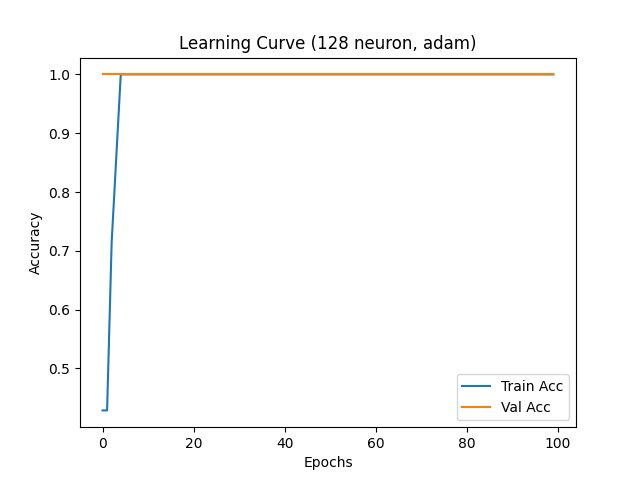 Learning Curve (128 neuron, adam)
1.0
0.9
0.8
0.7
0.6
0.5
Accuracy
0 20 40 60 80 100
Epochs
Train Acc
Val Acc